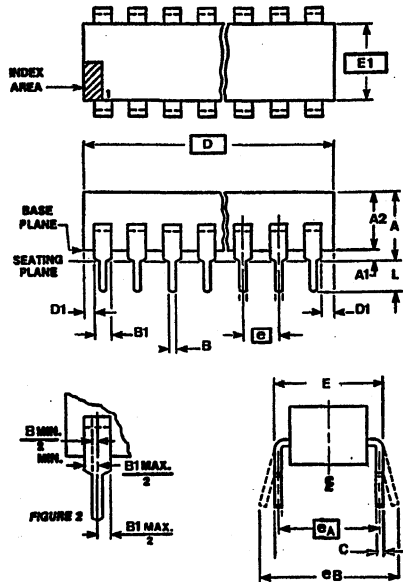 E1
INDEX
AREA
1
D
BASE
PLANE
A2
A
SEATING
PLANE
A1
L
D1
B1
B
e
D1
B MIN.
2
MIN.
B1 MAX.
2
FIGURE 2
B1 MAX.
2
E
eA
C
eB